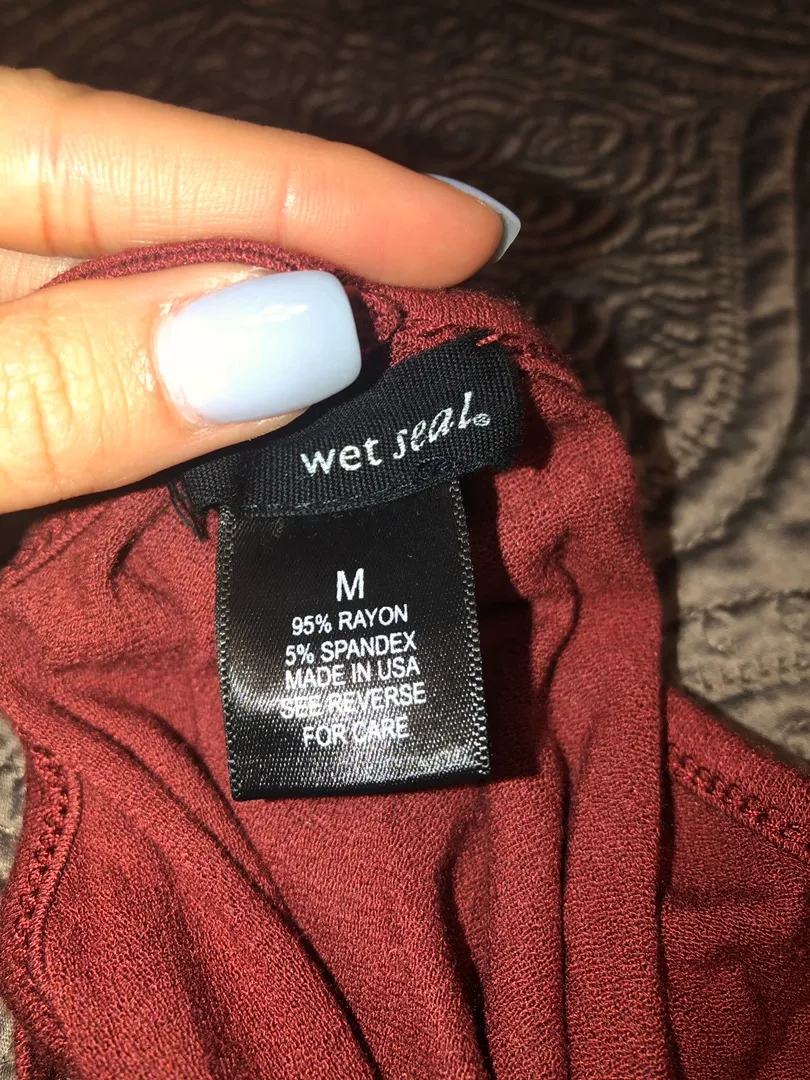 wet seal®
M
95% RAYON
5% SPANDEX
MADE IN USA
SEE REVERSE
FOR CARE